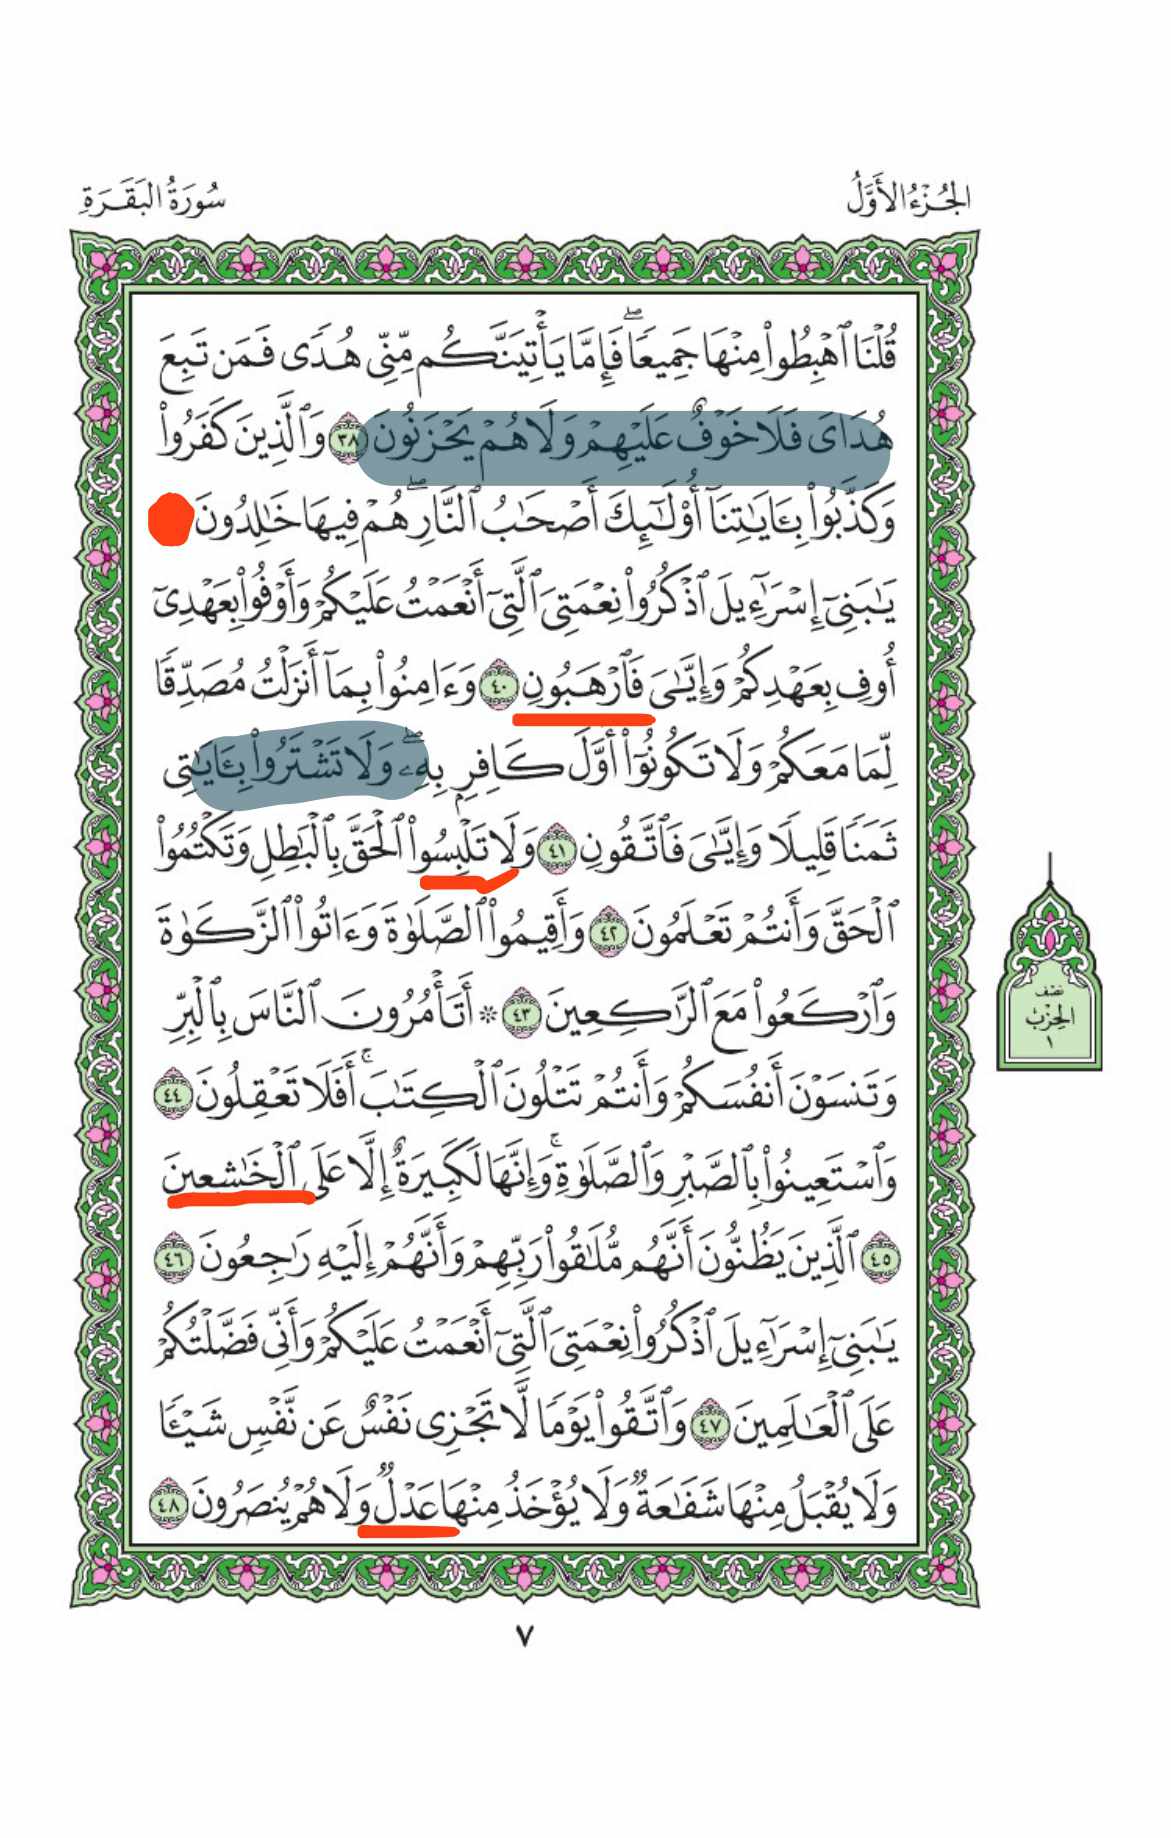 الجُزْءُ الأَوَّلُ
سُورَةُ البَقَرَةِ
قُلْنَا ٱهْبِطُوا۟ مِنْهَا جَمِيعًۭا ۖ فَإِمَّا يَأْتِيَنَّكُم مِّنِّى هُدًۭى فَمَن تَبِعَ
هُدَاىَ فَلَا خَوْفٌ عَلَيْهِمْ وَلَا هُمْ يَحْزَنُونَ ٣٨ وَٱلَّذِينَ كَفَرُوا۟
وَكَذَّبُوا۟ بِـَٔايَـٰتِنَآ أُو۟لَـٰٓئِكَ أَصْحَـٰبُ ٱلنَّارِ ۖ هُمْ فِيهَا خَـٰلِدُونَ
يَـٰبَنِىٓ إِسْرَٰٓءِيلَ ٱذْكُرُوا۟ نِعْمَتِىَ ٱلَّتِىٓ أَنْعَمْتُ عَلَيْكُمْ وَأَوْفُوا۟ بِعَهْدِىٓ
أُوفِ بِعَهْدِكُمْ وَإِيَّـٰىَ فَٱرْهَبُونِ ٤٠ وَءَامِنُوا۟ بِمَآ أَنزَلْتُ مُصَدِّقًۭا
لِّمَا مَعَكُمْ وَلَا تَكُونُوٓا۟ أَوَّلَ كَافِرٍۭ بِهِۦ ۖ وَلَا تَشْتَرُوا۟ بِـَٔايَـٰتِى
ثَمَنًۭا قَلِيلًۭا وَإِيَّـٰىَ فَٱتَّقُونِ ٤١ وَلَا تَلْبِسُوا۟ ٱلْحَقَّ بِٱلْبَـٰطِلِ وَتَكْتُمُوا۟
ٱلْحَقَّ وَأَنتُمْ تَعْلَمُونَ ٤٢ وَأَقِيمُوا۟ ٱلصَّلَوٰةَ وَءَاتُوا۟ ٱلزَّكَوٰةَ
وَٱرْكَعُوا۟ مَعَ ٱلرَّٰكِعِينَ ٤٣ ۞ أَتَأْمُرُونَ ٱلنَّاسَ بِٱلْبِرِّ
وَتَنسَوْنَ أَنفُسَكُمْ وَأَنتُمْ تَتْلُونَ ٱلْكِتَـٰبَ ۚ أَفَلَا تَعْقِلُونَ ٤٤
وَٱسْتَعِينُوا۟ بِٱلصَّبْرِ وَٱلصَّلَوٰةِ ۚ وَإِنَّهَا لَكَبِيرَةٌ إِلَّا عَلَى ٱلْخَـٰشِعِينَ
٤٥ ٱلَّذِينَ يَظُنُّونَ أَنَّهُم مُّلَـٰقُوا۟ رَبِّهِمْ وَأَنَّهُمْ إِلَيْهِ رَٰجِعُونَ ٤٦
يَـٰبَنِىٓ إِسْرَٰٓءِيلَ ٱذْكُرُوا۟ نِعْمَتِىَ ٱلَّتِىٓ أَنْعَمْتُ عَلَيْكُمْ وَأَنِّى فَضَّلْتُكُمْ
عَلَى ٱلْعَـٰلَمِينَ ٤٧ وَٱتَّقُوا۟ يَوْمًۭا لَّا تَجْزِى نَفْسٌ عَن نَّفْسٍۢ شَيْـًۭٔا
وَلَا يُقْبَلُ مِنْهَا شَفَـٰعَةٌۭ وَلَا يُؤْخَذُ مِنْهَا عَدْلٌۭ وَلَا هُمْ يُنصَرُونَ ٤٨
نصْف
الحِزْب
١
٧